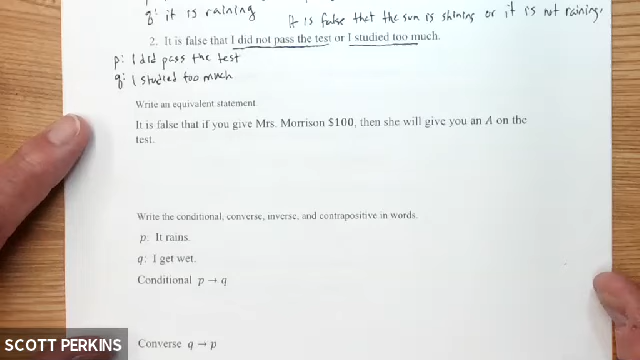 q: it is raining
It is false that the sun is shining or it is not raining.
2. It is false that I did not pass the test or I studied too much.
p: I did pass the test
q: I studied too much
Write an equivalent statement.
It is false that if you give Mrs. Morrison $100, then she will give you an A on the
test.
Write the conditional, converse, inverse, and contrapositive in words.
p: It rains.
q: I get wet.
Conditional p → q
SCOTT PERKINS
Converse q → p